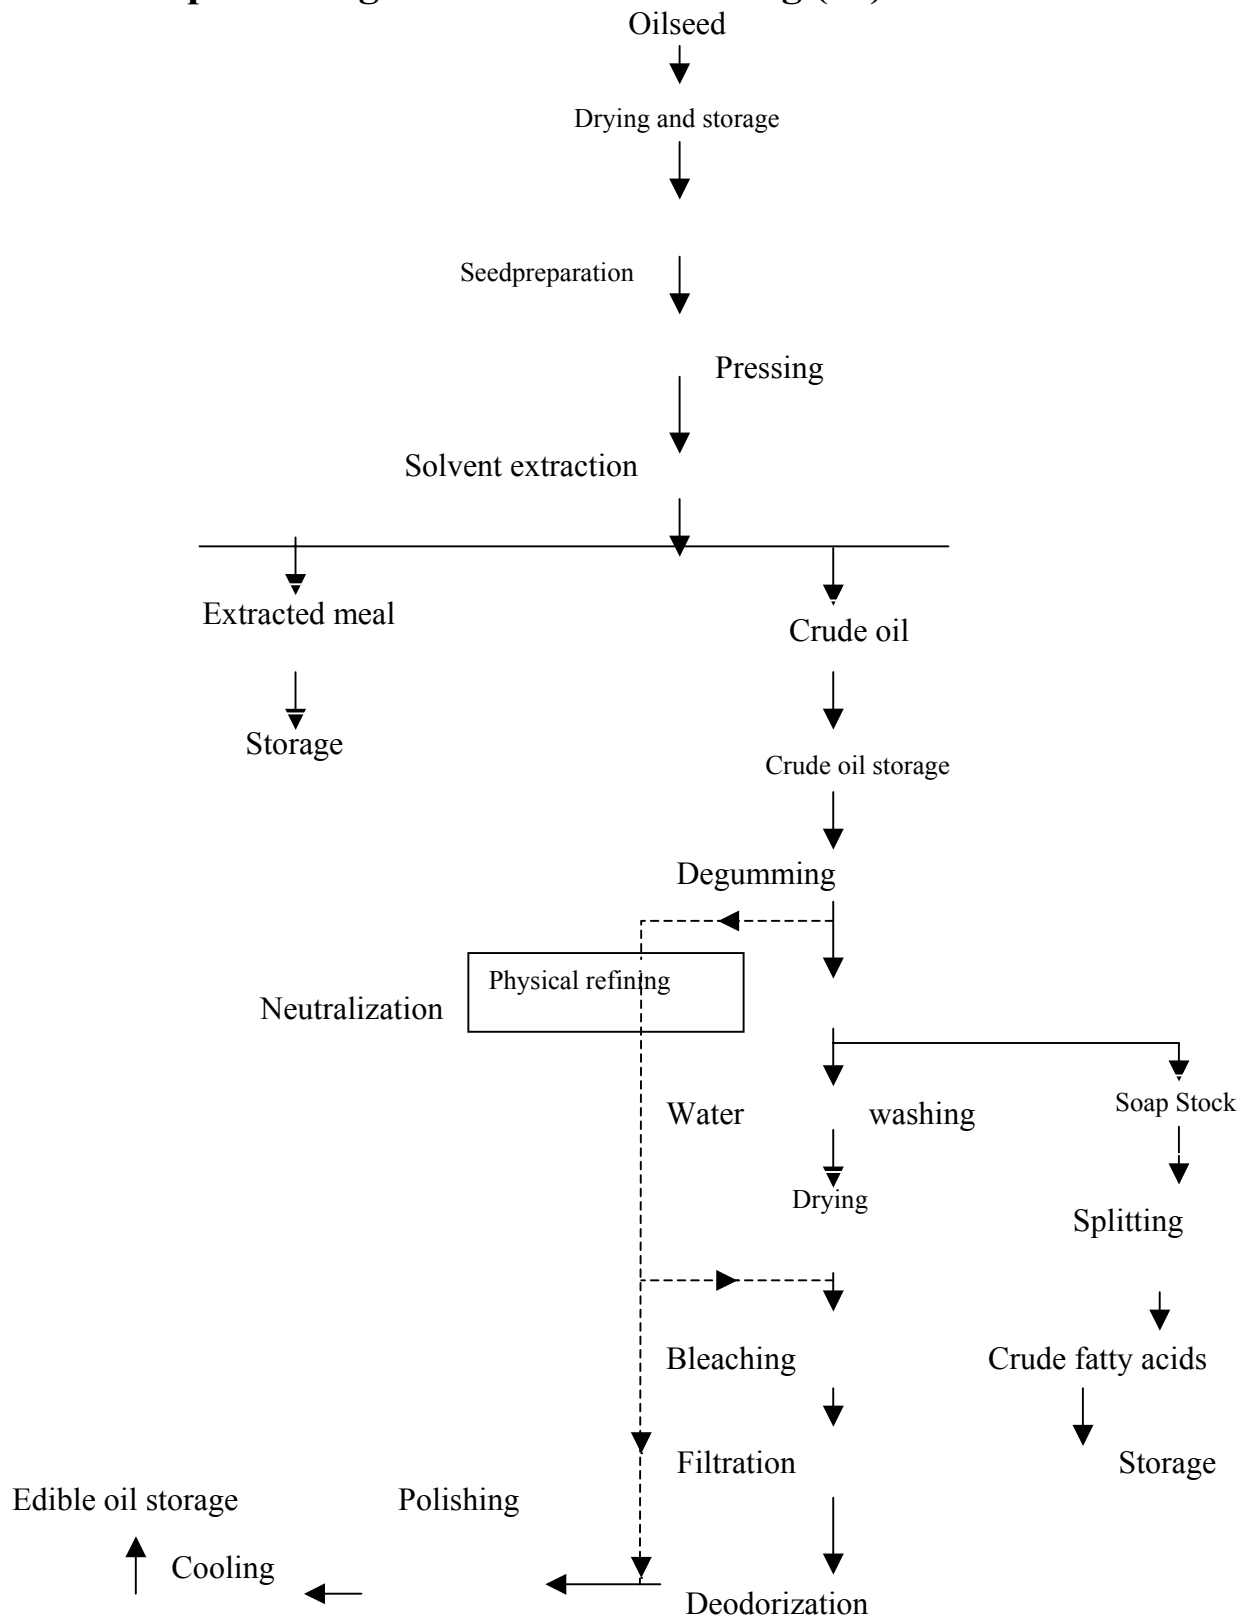 Oilseed
Drying and storage
Seedpreparation
Pressing
Solvent extraction
Extracted meal
Crude oil
Storage
Crude oil storage
Degumming
Physical refining
Neutralization
Water washing
Soap Stock
Drying
Splitting
Bleaching
Crude fatty acids
Filtration
Storage
Edible oil storage
Polishing
Cooling
Deodorization